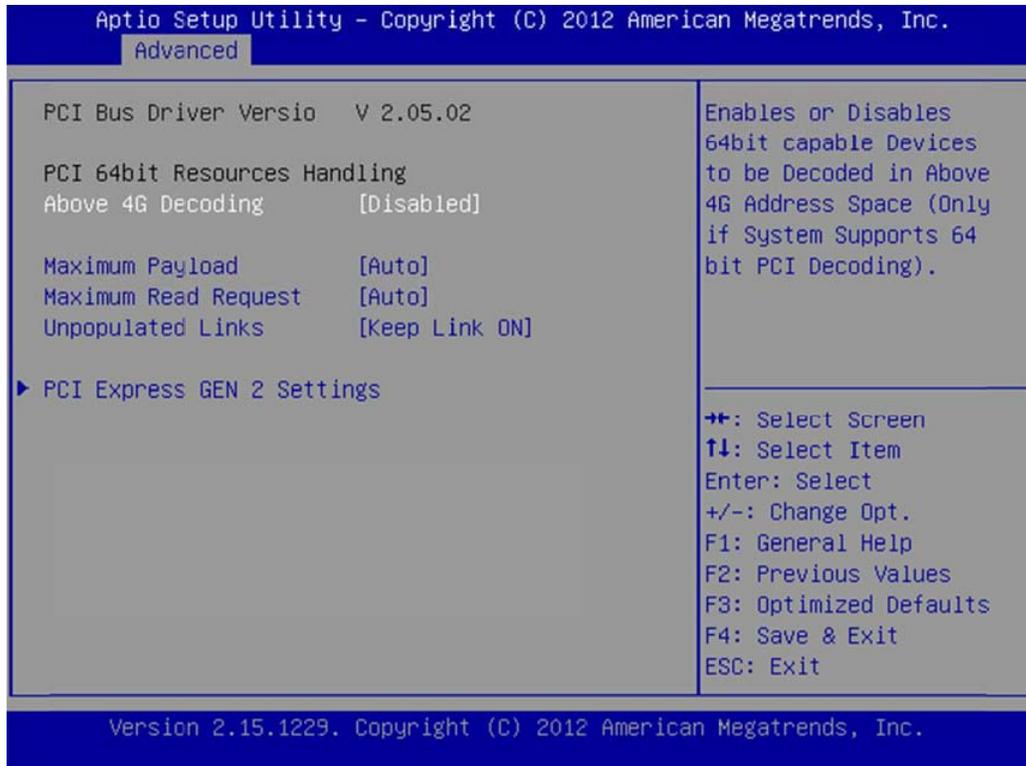 Aptio Setup Utility – Copyright (C) 2012 American Megatrends, Inc.
Advanced
PCI Bus Driver Versio V 2.05.02
PCI 64bit Resources Handling
Above 4G Decoding [Disabled]
Maximum Payload [Auto]
Maximum Read Request [Auto]
Unpopulated Links [Keep Link ON]
▶ PCI Express GEN 2 Settings
Enables or Disables
64bit capable Devices
to be Decoded in Above
4G Address Space (Only
if System Supports 64
bit PCI Decoding).
→←: Select Screen
↑↓: Select Item
Enter: Select
+/-: Change Opt.
F1: General Help
F2: Previous Values
F3: Optimized Defaults
F4: Save & Exit
ESC: Exit
Version 2.15.1229. Copyright (C) 2012 American Megatrends, Inc.